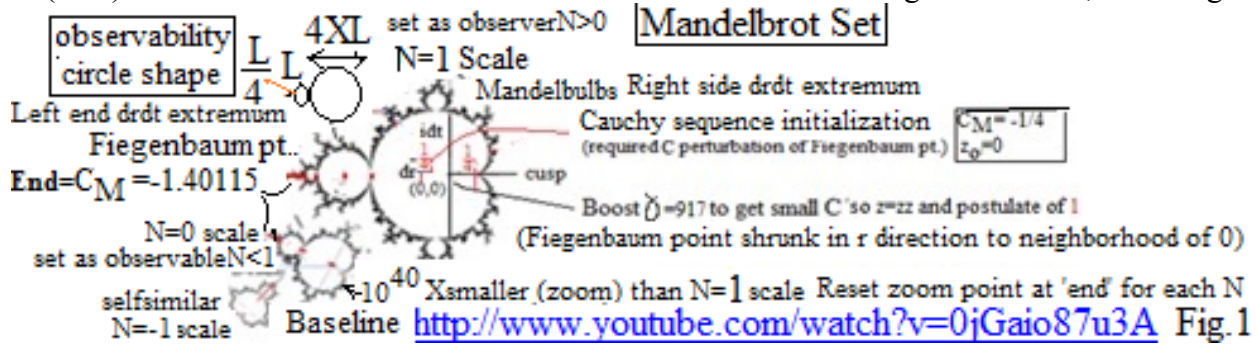 observability
circle shape
L
4
L
4XL
set as observerN>0
N=1 Scale
Mandelbrot Set
Mandelbulbs Right side drdt extremum
Left end drdt extremum
Fiegenbaum pt..
End=CM =-1.40115
idt
dr
(0,0)
cusp
Cauchy sequence initialization
(required C perturbation of Fiegenbaum pt.)
CM= -1/4
zo=0
Boost =917 to get small C so z=zz and postulate of 1
(Fiegenbaum point shrunk in r direction to neighborhood of 0)
N=0 scale
set as observableN<1
selfsimilar
N=-1 scale
10^40 Xsmaller (zoom) than N=1 scale Reset zoom point at 'end' for each N
Baseline http://www.youtube.com/watch?v=0jGaio87u3A Fig.1